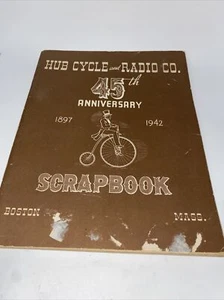 HUB CYCLE and RADIO CO.
45th
ANNIVERSARY
1897 1942
SCRAPBOOK
BOSTON MASS.